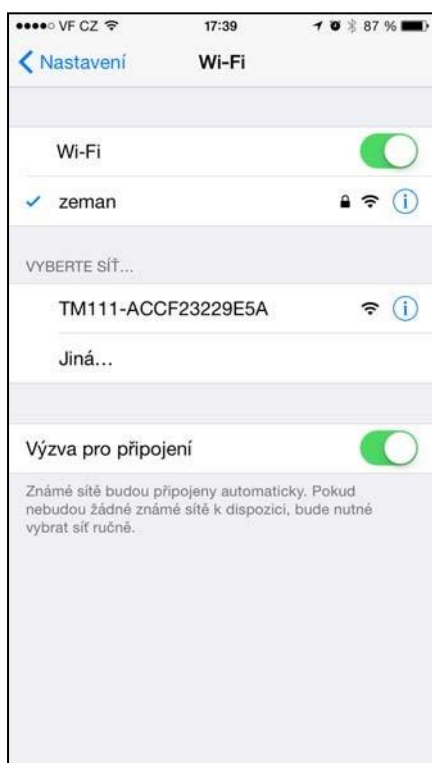 VF CZ 17:39 87 %
Nastavení Wi-Fi
Wi-Fi
zeman
VYBERTE SÍŤ...
TM111-ACCF23229E5A
Jiná...
Výzva pro připojení
Známé sítě budou připojeny automaticky. Pokud
nebudou žádné známé sítě k dispozici, bude nutné
vybrat síť ručně.